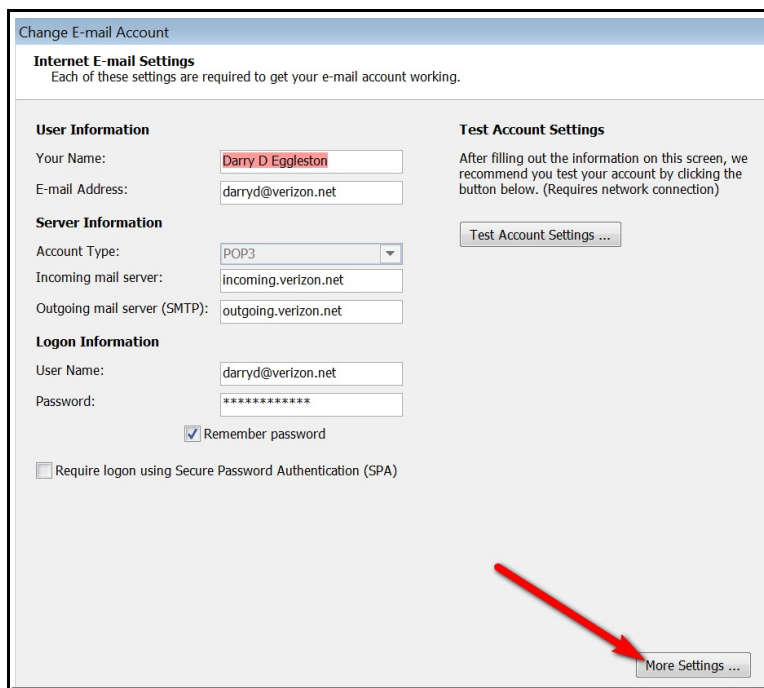 Change E-mail Account
Internet E-mail Settings
Each of these settings are required to get your e-mail account working.
User Information
Your Name:
Darry D Eggleston
E-mail Address:
darryd@verizon.net
Server Information
Account Type:
POP3
Incoming mail server:
incoming.verizon.net
Outgoing mail server (SMTP):
outgoing.verizon.net
Logon Information
User Name:
darryd@verizon.net
Password:
************
Remember password
Require logon using Secure Password Authentication (SPA)
Test Account Settings
After filling out the information on this screen, we
recommend you test your account by clicking the
button below. (Requires network connection)
Test Account Settings ...
More Settings ...